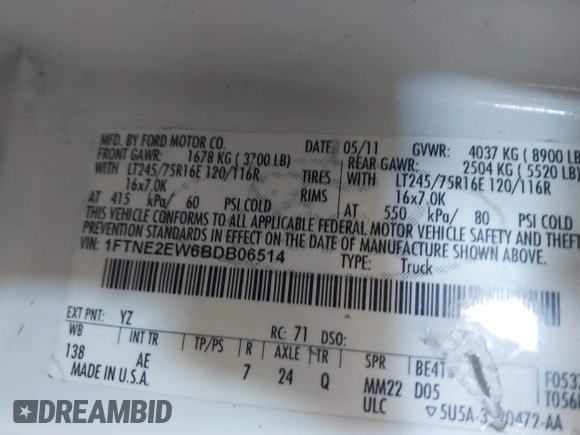 MFD. BY FORD MOTOR CO.
DATE: 05/11
GVWR: 4037 KG ( 8900 LB)
FRONT GAWR: 1678 KG ( 3700 LB)
REAR GAWR: 2504 KG ( 5520 LB)
WITH LT245/75R16E 120/116R TIRES WITH LT245/75R16E 120/116R
16x7.0K RIMS 16x7.0K
AT 415 kPa/ 60 PSI COLD AT 550 kPa/ 80 PSI COLD
THIS VEHICLE CONFORMS TO ALL APPLICABLE FEDERAL MOTOR VEHICLE SAFETY AND THEFT
PREVENTION STANDARDS IN EFFECT ON THE DATE OF MANUFACTURE SHOWN ABOVE.
VIN: 1FTNE2EW6BDB06514
TYPE: Truck
EXT PNT: YZ RC: 71 DSO:
WB INT TR TP/PS R AXLE TR SPR BE41
138 AE 7 24 Q MM22 D05
MADE IN U.S.A. ULC
DREAMBID